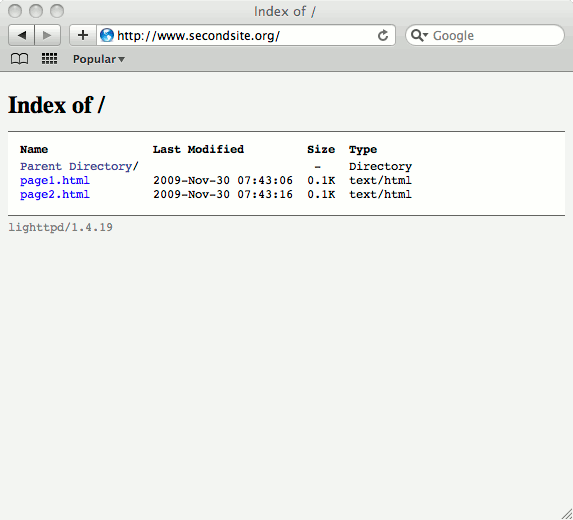 Index of /
http://www.secondsite.org/
Google
Popular
Index of /
Name Last Modified Size Type
Parent Directory/ - Directory
page1.html 2009-Nov-30 07:43:06 0.1K text/html
page2.html 2009-Nov-30 07:43:16 0.1K text/html
lighttpd/1.4.19